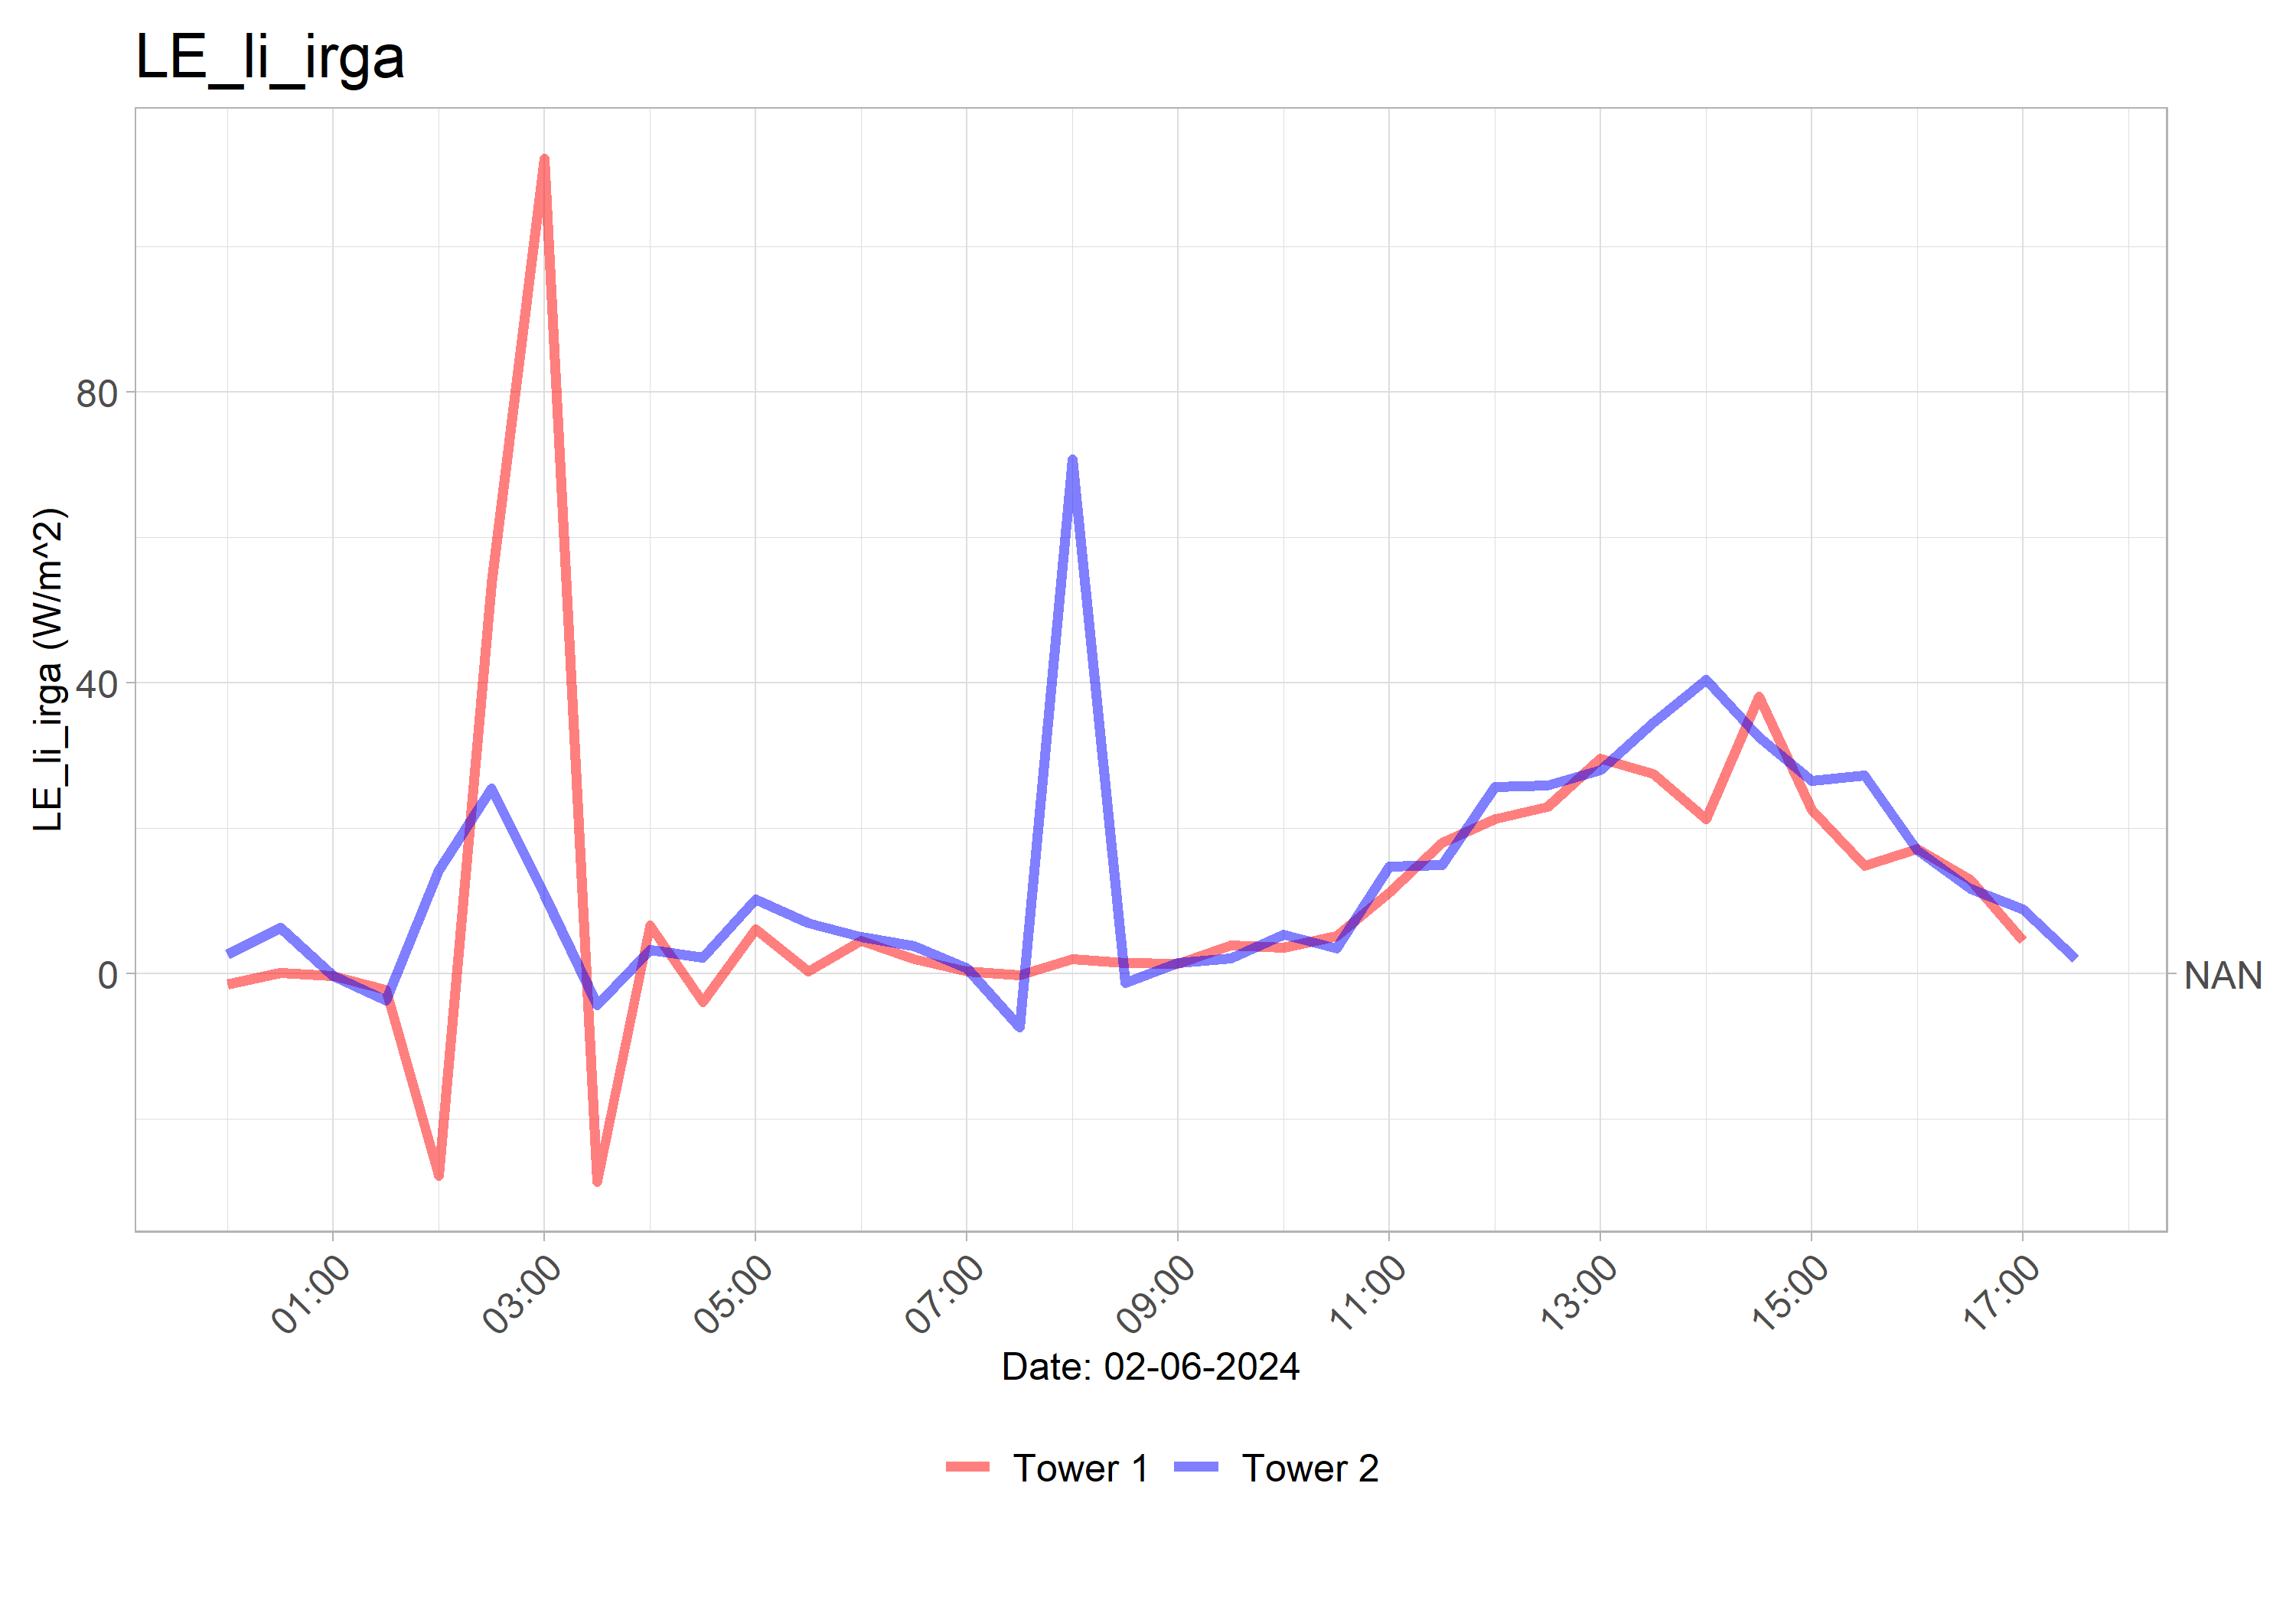 LE_li_irga
LE_li_irga (W/m^2)
80
40
0
NAN
01:00
03:00
05:00
07:00
09:00
11:00
13:00
15:00
17:00
Date: 02-06-2024
Tower 1
Tower 2